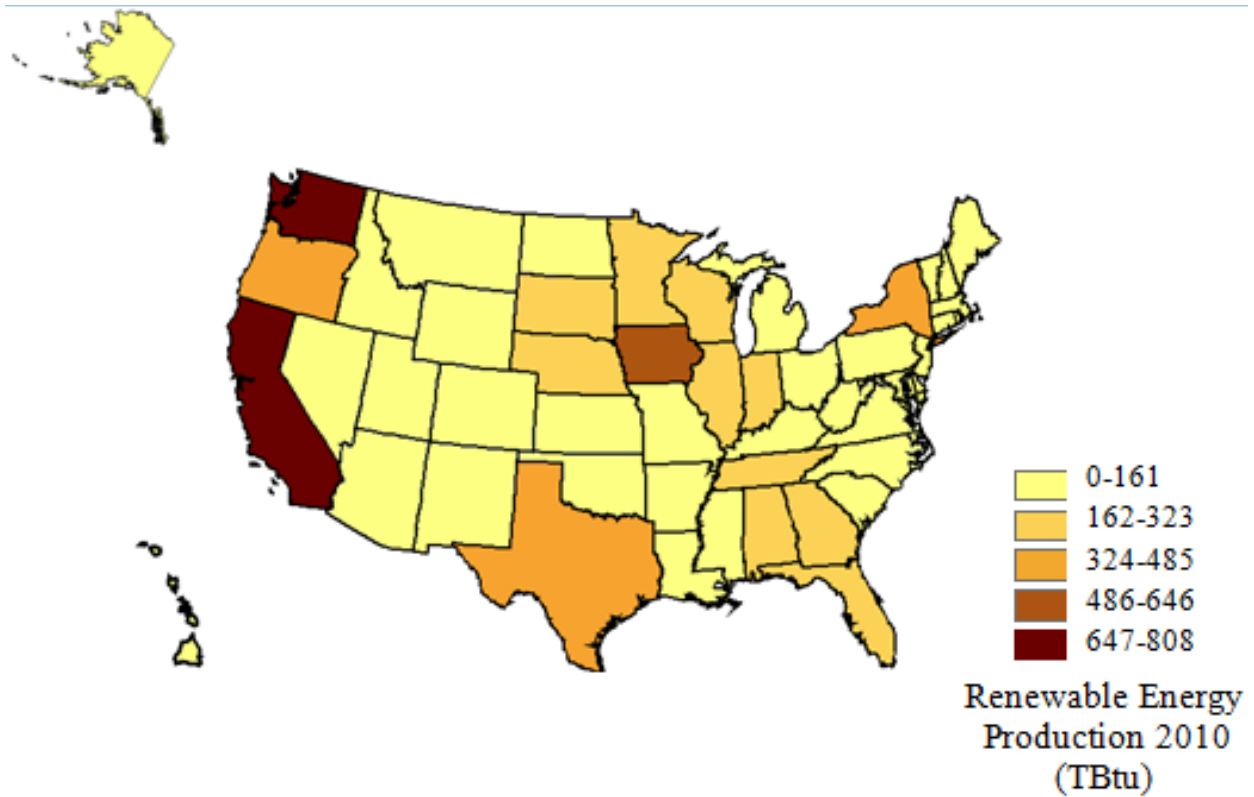 0-161
162-323
324-485
486-646
647-808
Renewable Energy
Production 2010
(TBtu)